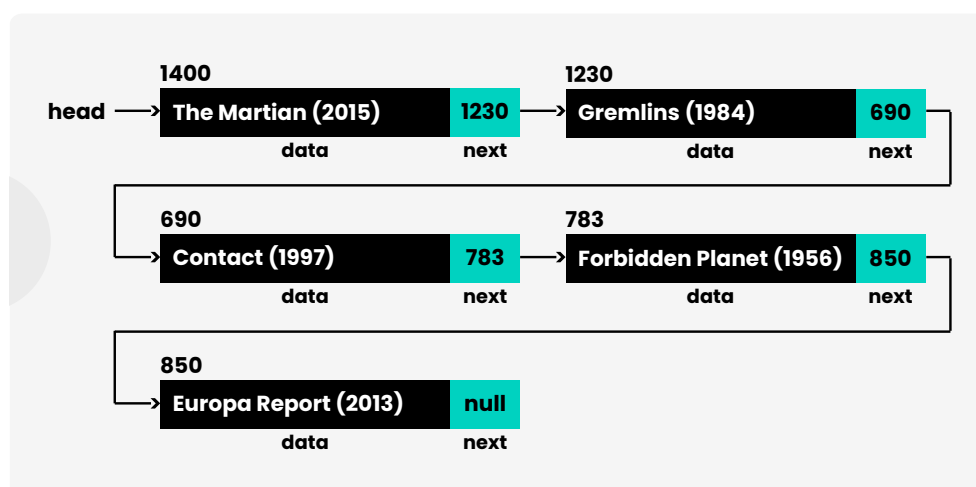 1400 1230
head The Martian (2015) 1230 Gremlins (1984) 690
data next data next
690 783
Contact (1997) 783 Forbidden Planet (1956) 850
data next data next
850
Europa Report (2013) null
data next